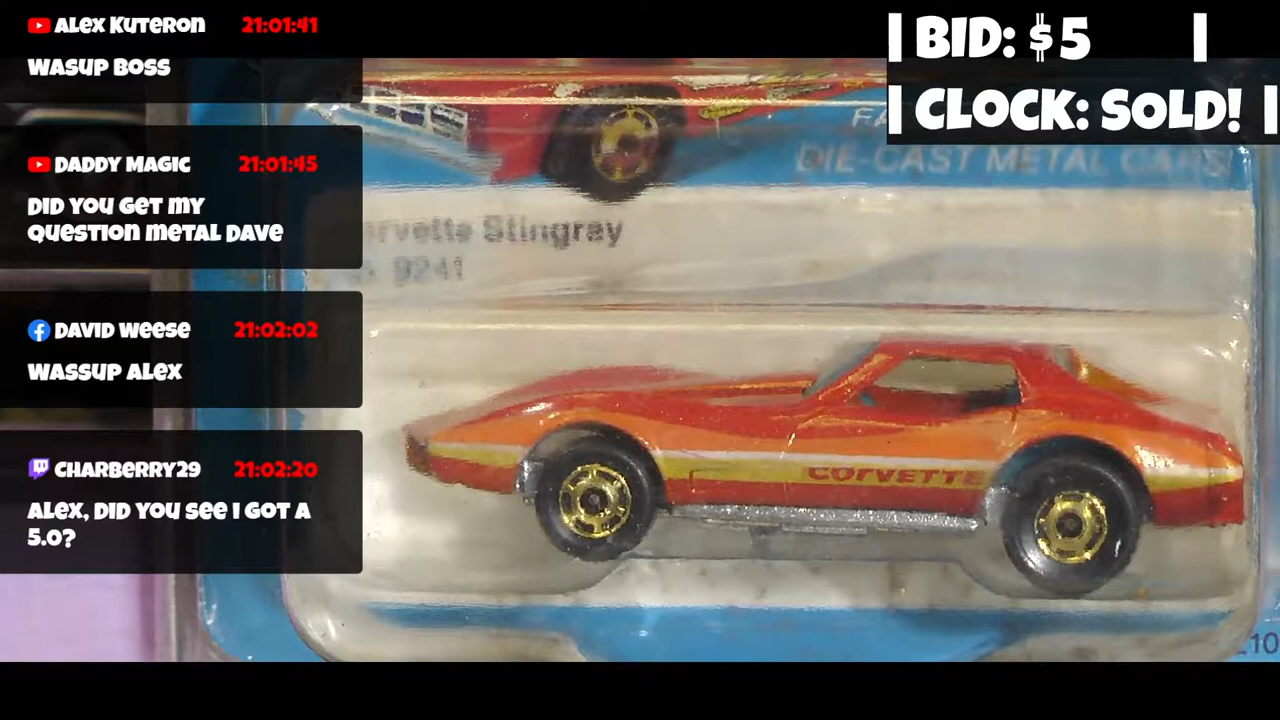 Alex Kuteron 21:01:41
Wasup boss
Daddy Magic 21:01:45
Did you get my
question metal dave
David Weese 21:02:02
Wassup Alex
Charberry29 21:02:20
Alex, did you see i got a
5.0?
| BID: $5 |
| CLOCK: SOLD! |
DIE-CAST METAL CARS!
Corvette Stingray
9241
CORVETTE